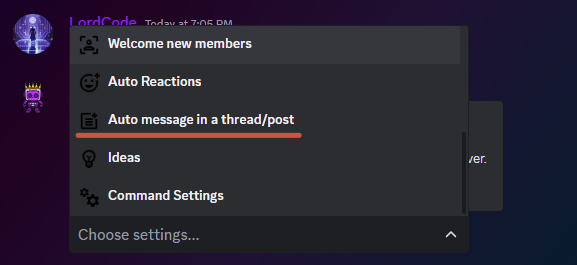 LordCode Today at 7:05 PM
Welcome new members
Auto Reactions
Auto message in a thread/post
Ideas
ver.
Command Settings
Choose settings...